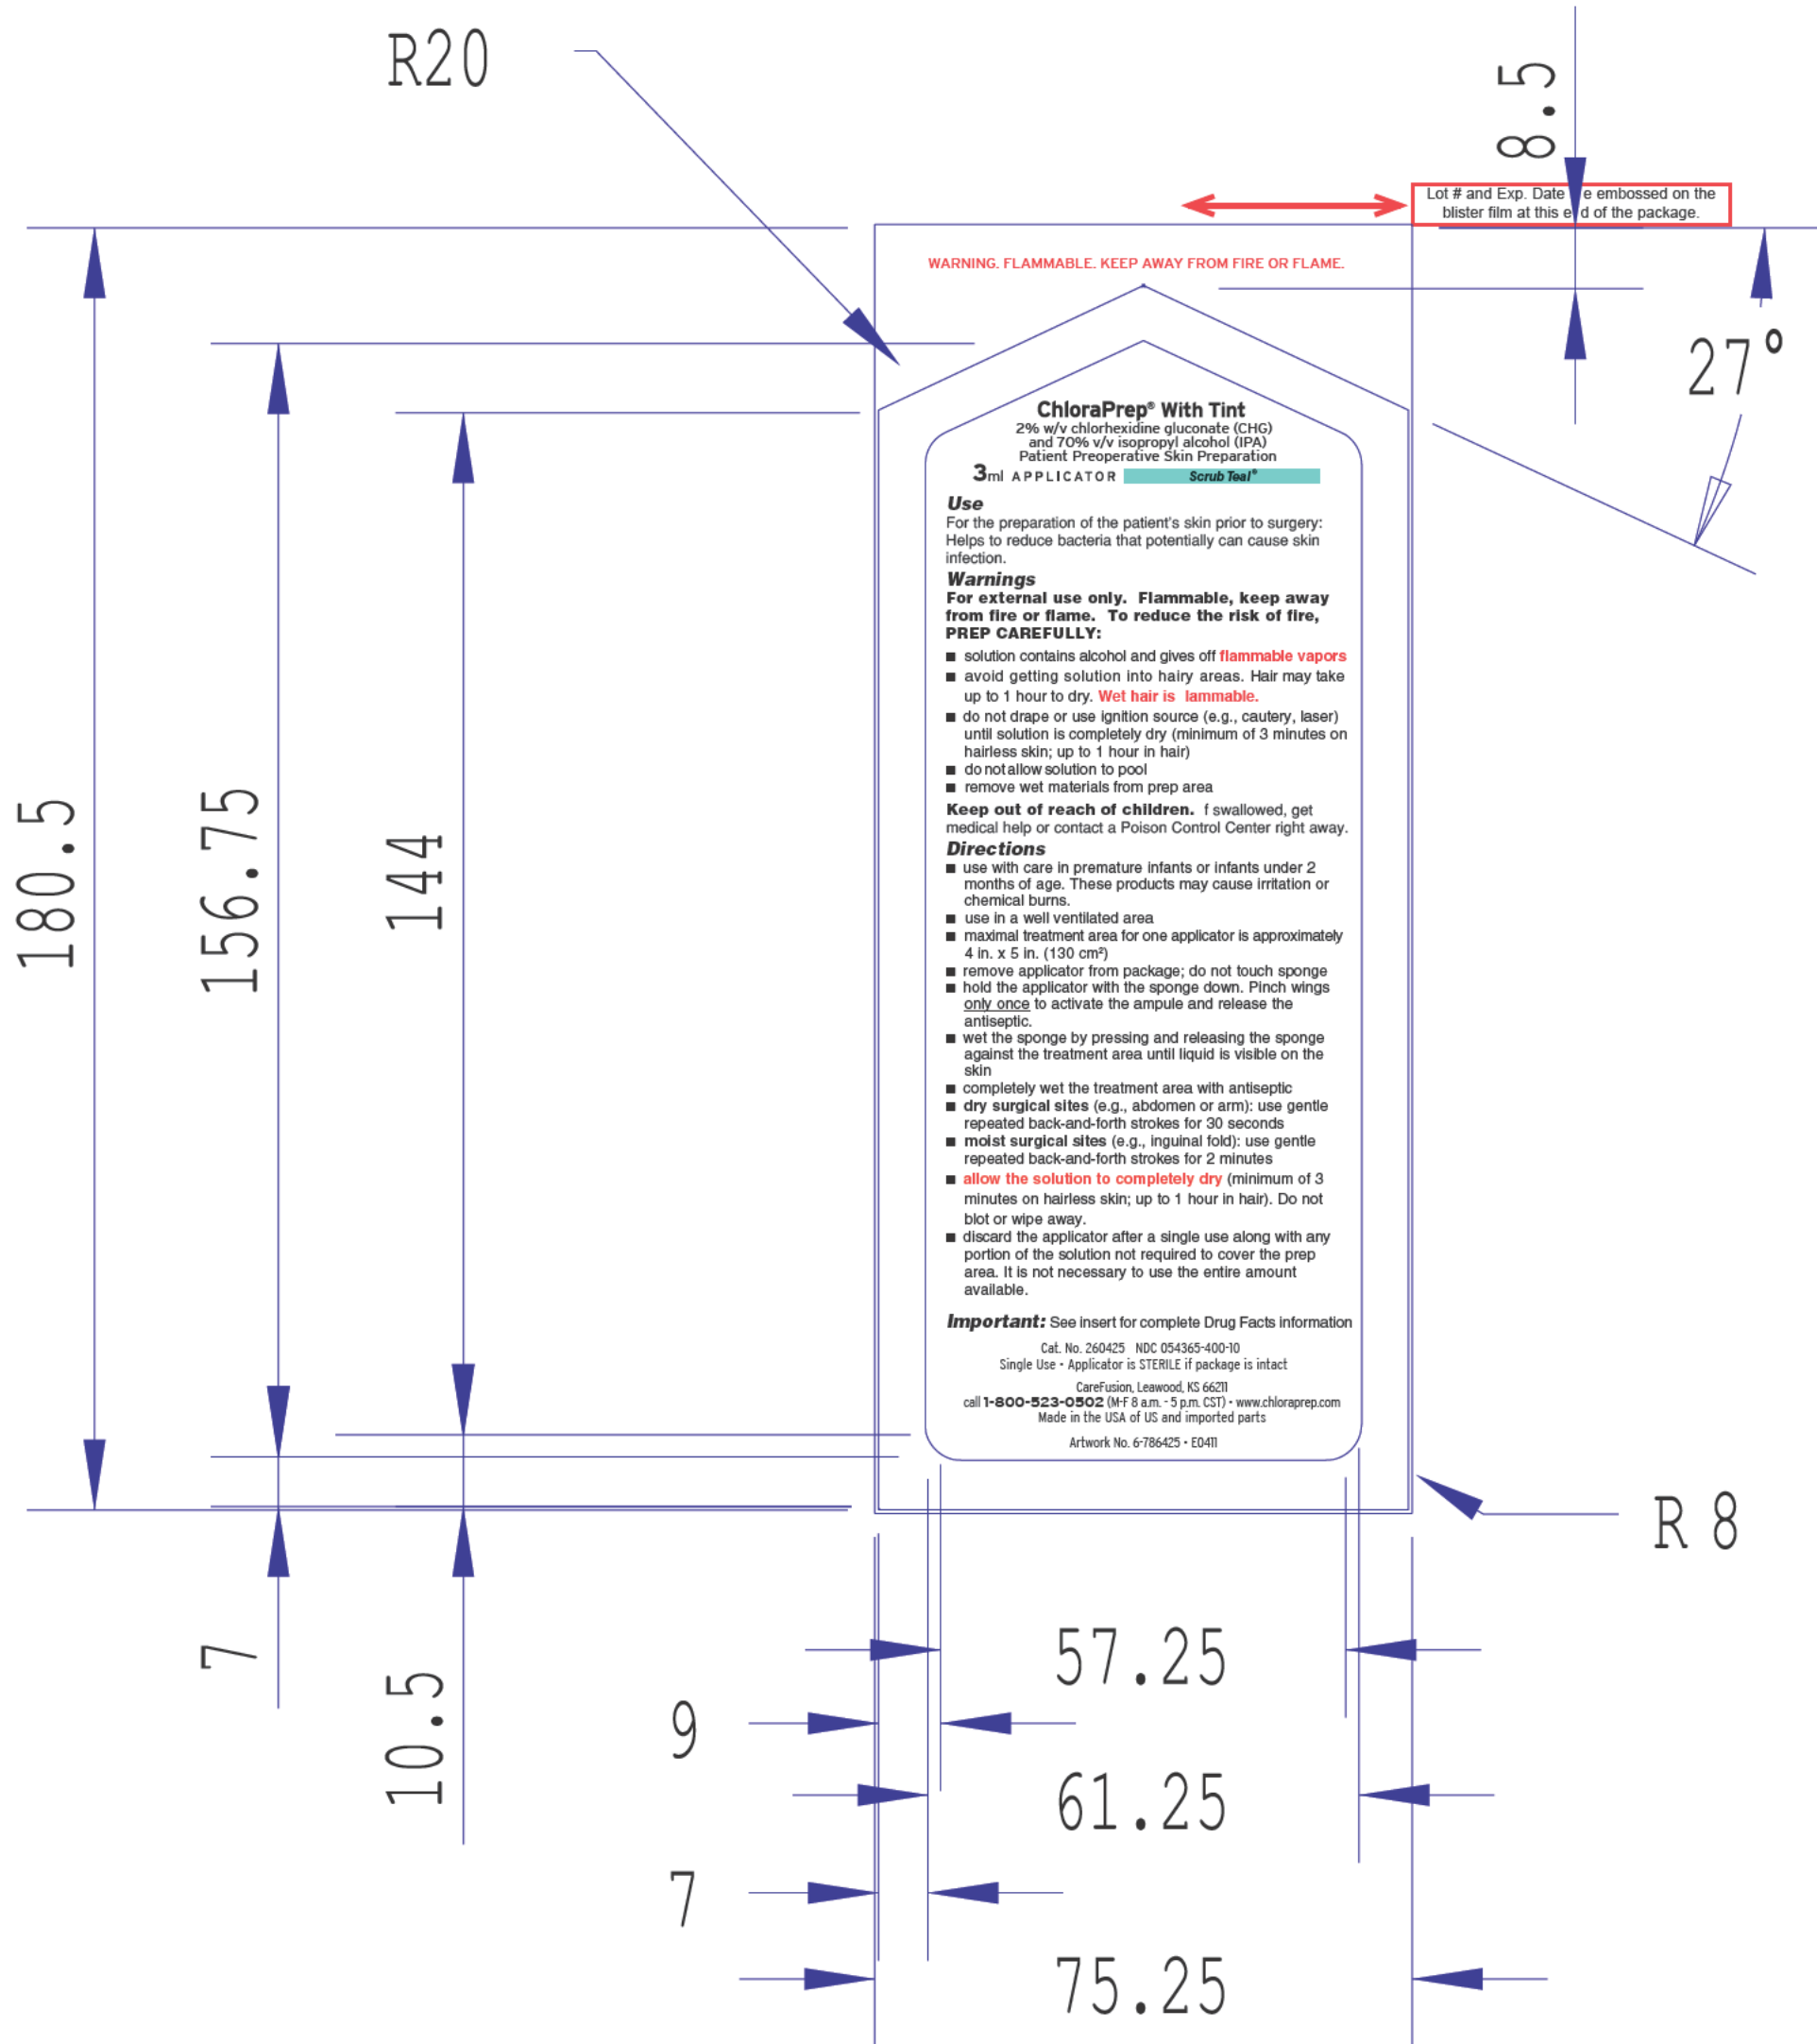 R20
8.5
Lot # and Exp. Date e embossed on the
blister film at this e d of the package.
WARNING. FLAMMABLE. KEEP AWAY FROM FIRE OR FLAME.
27°
ChloraPrep® With Tint
2% w/v chlorhexidine gluconate (CHG)
and 70% v/v isopropyl alcohol (IPA)
Patient Preoperative Skin Preparation
3ml APPLICATOR Scrub Teal®
Use
For the preparation of the patient's skin prior to surgery:
Helps to reduce bacteria that potentially can cause skin
infection.
Warnings
For external use only. Flammable, keep away
from fire or flame. To reduce the risk of fire,
PREP CAREFULLY:
■ solution contains alcohol and gives off flammable vapors
■ avoid getting solution into hairy areas. Hair may take
up to 1 hour to dry. Wet hair is lammable.
■ do not drape or use ignition source (e.g., cautery, laser)
until solution is completely dry (minimum of 3 minutes on
hairless skin; up to 1 hour in hair)
■ do not allow solution to pool
■ remove wet materials from prep area
Keep out of reach of children. f swallowed, get
medical help or contact a Poison Control Center right away.
Directions
■ use with care in premature infants or infants under 2
months of age. These products may cause irritation or
chemical burns.
■ use in a well ventilated area
■ maximal treatment area for one applicator is approximately
4 in. x 5 in. (130 cm²)
■ remove applicator from package; do not touch sponge
■ hold the applicator with the sponge down. Pinch wings
only once to activate the ampule and release the
antiseptic.
■ wet the sponge by pressing and releasing the sponge
against the treatment area until liquid is visible on the
skin
■ completely wet the treatment area with antiseptic
■ dry surgical sites (e.g., abdomen or arm): use gentle
repeated back-and-forth strokes for 30 seconds
■ moist surgical sites (e.g., inguinal fold): use gentle
repeated back-and-forth strokes for 2 minutes
■ allow the solution to completely dry (minimum of 3
minutes on hairless skin; up to 1 hour in hair). Do not
blot or wipe away.
■ discard the applicator after a single use along with any
portion of the solution not required to cover the prep
area. It is not necessary to use the entire amount
available.
Important: See insert for complete Drug Facts information
Cat. No. 260425 NDC 054365-400-10
Single Use • Applicator is STERILE if package is intact
CareFusion, Leawood, KS 66211
call 1-800-523-0502 (M-F 8 a.m. - 5 p.m. CST) • www.chloraprep.com
Made in the USA of US and imported parts
Artwork No. 6-786425 • E0411
180.5
156.75
144
7
10.5
R 8
57.25
9
61.25
7
75.25